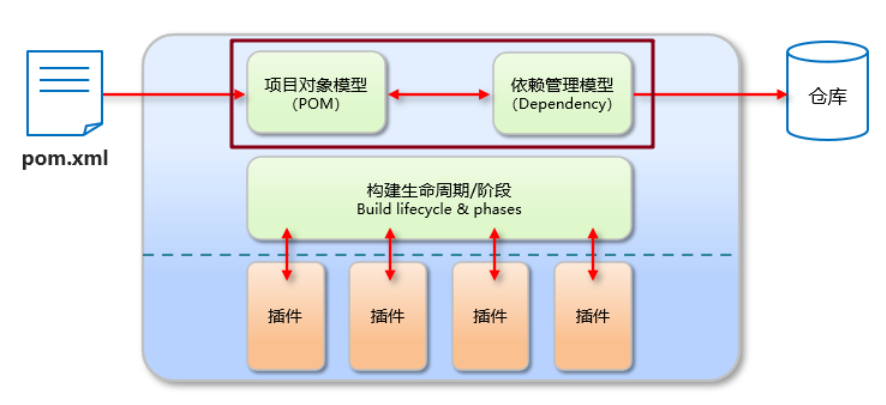 项目对象模型
(POM)
依赖管理模型
(Dependency)
仓库
pom.xml
构建生命周期/阶段
Build lifecycle & phases
插件
插件
插件
插件